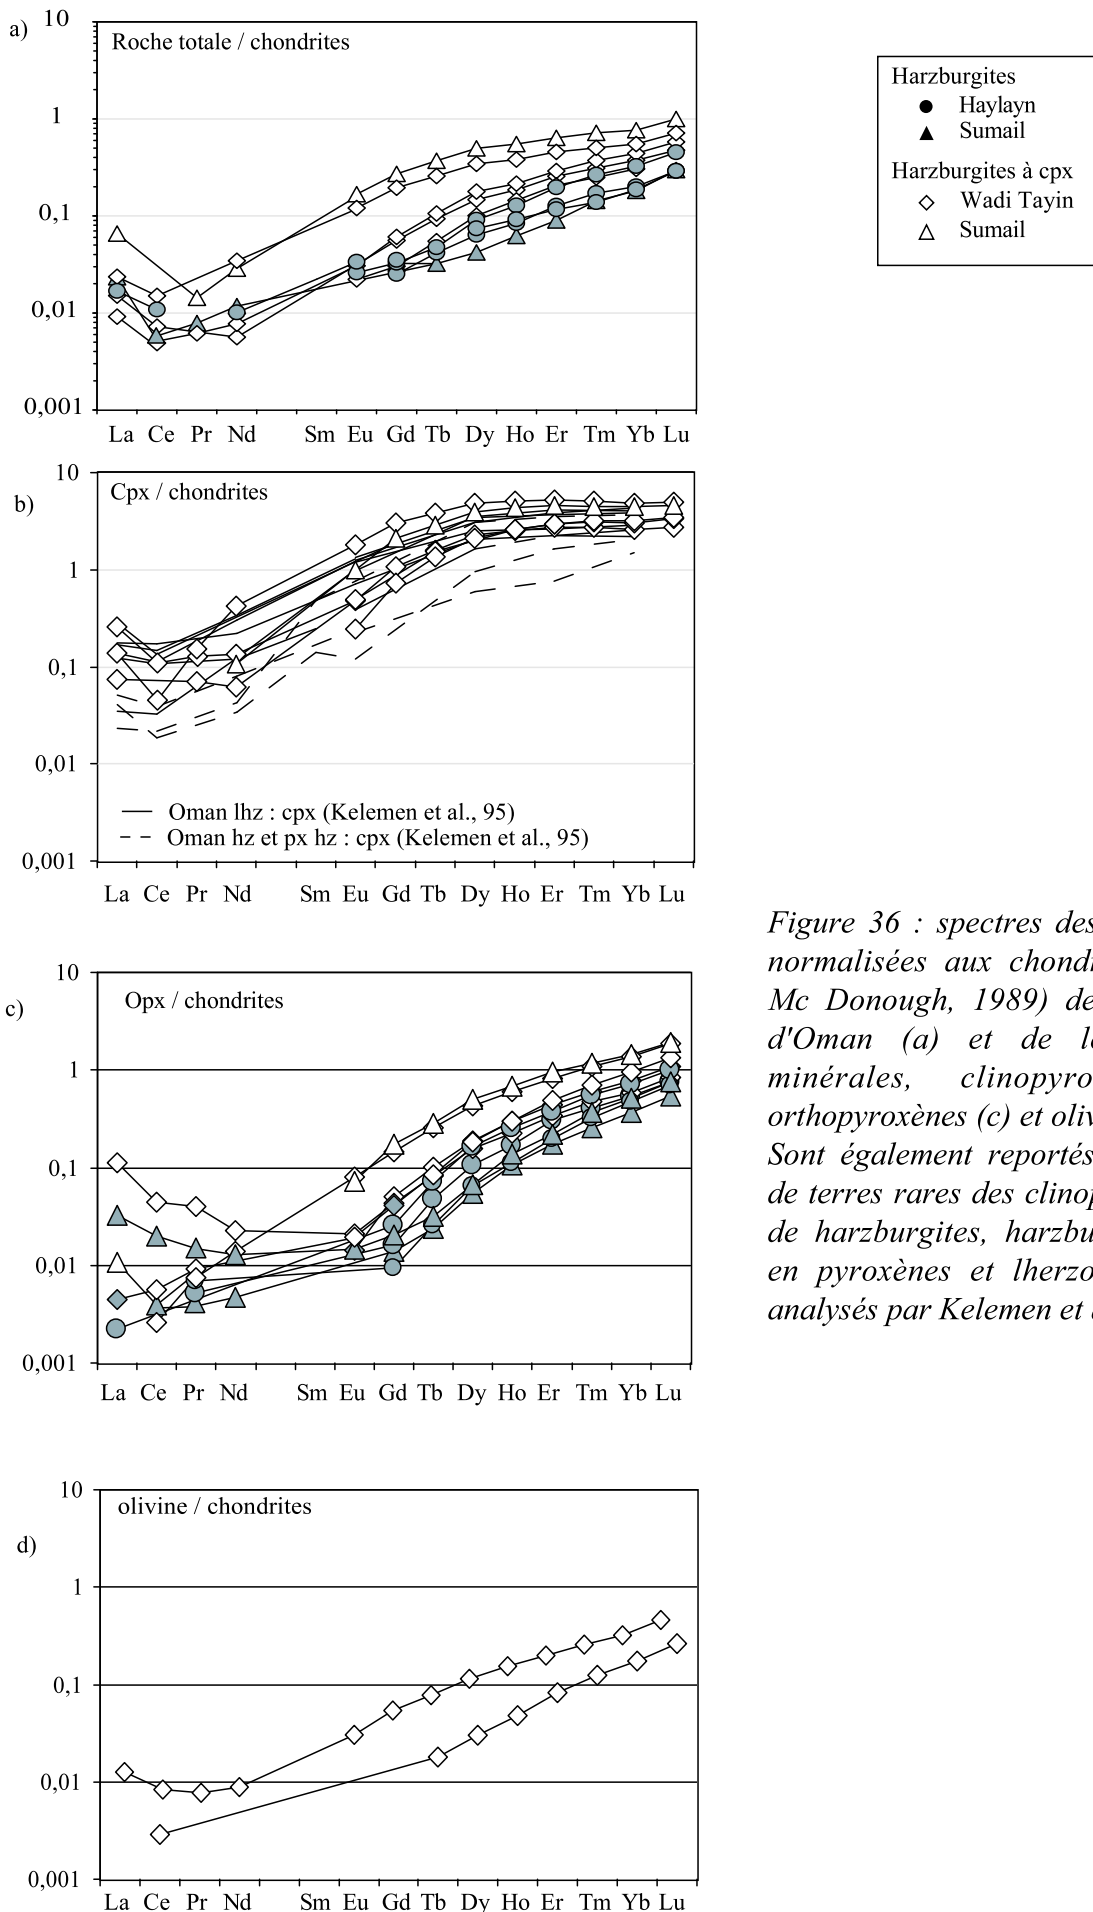 a)
Roche totale / chondrites
10
1
0,1
0,01
0,001
La Ce Pr Nd Sm Eu Gd Tb Dy Ho Er Tm Yb Lu
Harzburgites
Haylayn
Sumail
Harzburgites à cpx
Wadi Tayin
Sumail
b)
Cpx / chondrites
10
1
0,1
0,01
0,001
Oman lhz : cpx (Kelemen et al., 95)
Oman hz et px hz : cpx (Kelemen et al., 95)
La Ce Pr Nd Sm Eu Gd Tb Dy Ho Er Tm Yb Lu
c)
Opx / chondrites
10
1
0,1
0,01
0,001
La Ce Pr Nd Sm Eu Gd Tb Dy Ho Er Tm Yb Lu
d)
olivine / chondrites
10
1
0,1
0,01
0,001
La Ce Pr Nd Sm Eu Gd Tb Dy Ho Er Tm Yb Lu
Figure 36 : spectres des
normalisées aux chond
Mc Donough, 1989) de
d'Oman (a) et de l
minérales, clinopyro
orthopyroxènes (c) et oliv
Sont également reportés
de terres rares des clinop
de harzburgites, harzbu
en pyroxènes et lherzo
analysés par Kelemen et